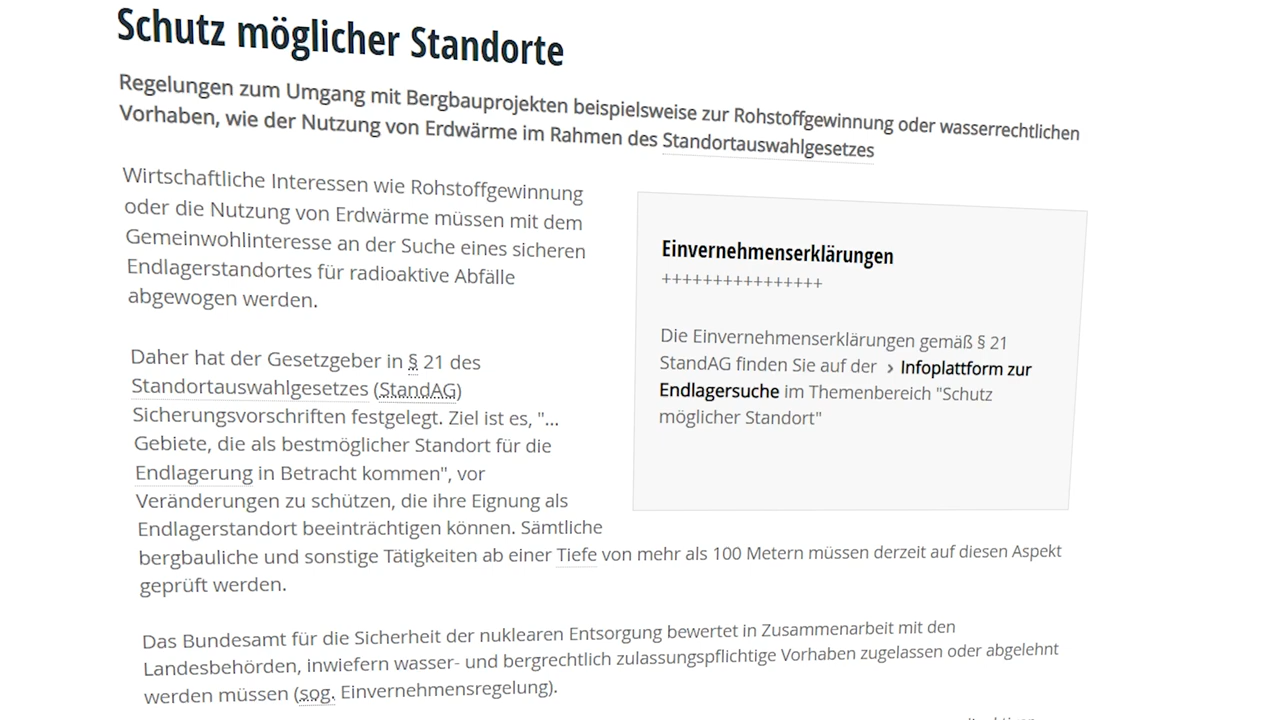 Schutz möglicher Standorte
Regelungen zum Umgang mit Bergbauprojekten beispielsweise zur Rohstoffgewinnung oder wasserrechtlichen
Vorhaben, wie der Nutzung von Erdwärme im Rahmen des Standortauswahlgesetzes
Wirtschaftliche Interessen wie Rohstoffgewinnung
oder die Nutzung von Erdwärme müssen mit dem
Gemeinwohlinteresse an der Suche eines sicheren
Endlagerstandortes für radioaktive Abfälle
abgewogen werden.
Daher hat der Gesetzgeber in § 21 des
Standortauswahlgesetzes (StandAG)
Sicherungsvorschriften festgelegt. Ziel ist es, "...
Gebiete, die als bestmöglicher Standort für die
Endlagerung in Betracht kommen", vor
Veränderungen zu schützen, die ihre Eignung als
Endlagerstandort beeinträchtigen können. Sämtliche
bergbauliche und sonstige Tätigkeiten ab einer Tiefe von mehr als 100 Metern müssen derzeit auf diesen Aspekt
geprüft werden.
Einvernehmenserklärungen
++++++++++++++++
Die Einvernehmenserklärungen gemäß § 21
StandAG finden Sie auf der › Infoplattform zur
Endlagersuche im Themenbereich "Schutz
möglicher Standort"
Das Bundesamt für die Sicherheit der nuklearen Entsorgung bewertet in Zusammenarbeit mit den
Landesbehörden, inwiefern wasser- und bergrechtlich zulassungspflichtige Vorhaben zugelassen oder abgelehnt
werden müssen (sog. Einvernehmensregelung).